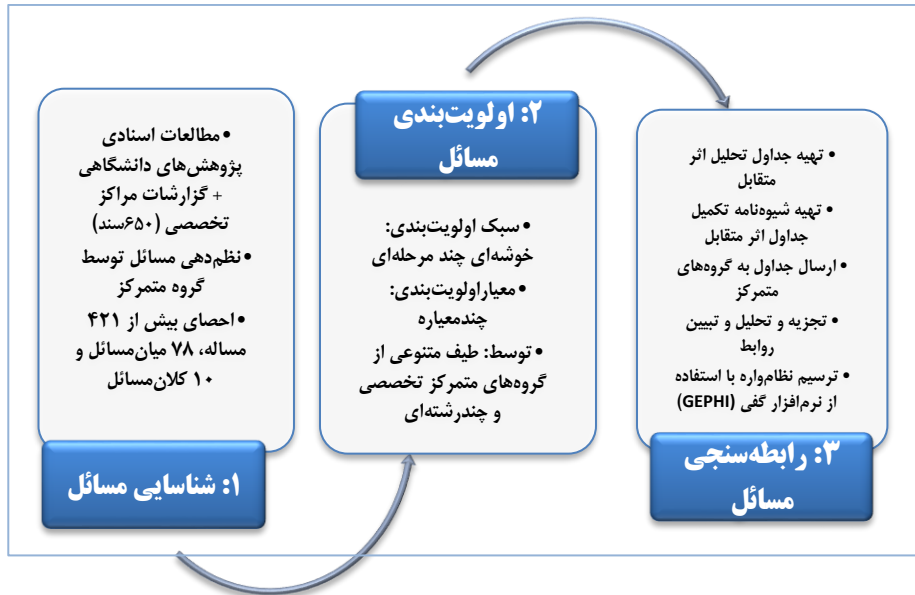 • مطالعات اسنادی
پژوهش‌های دانشگاهی
+ گزارشات مراکز
تخصصی (۶۵۰سند)
• نظم‌دهی مسائل توسط
گروه متمرکز
• احصای بیش از ۴۲۱
مساله، ۷۸ میان‌مسائل و
۱۰ کلان‌مسائل
۱: شناسایی مسائل
۲: اولویت‌بندی
مسائل
• سبک اولویت‌بندی:
خوشه‌ای چند مرحله‌ای
• معیاراولویت‌بندی:
چندمعیاره
• توسط: طیف متنوعی از
گروه‌های متمرکز تخصصی
و چندرشته‌ای
• تهیه جداول تحلیل اثر
متقابل
• تهیه شیوه‌نامه تکمیل
جداول اثر متقابل
• ارسال جداول به گروه‌های
متمرکز
• تجزیه و تحلیل و تبیین
روابط
• ترسیم نظام‌واره با استفاده
از نرم‌افزار گفی (GEPHI)
۳: رابطه‌سنجی
مسائل